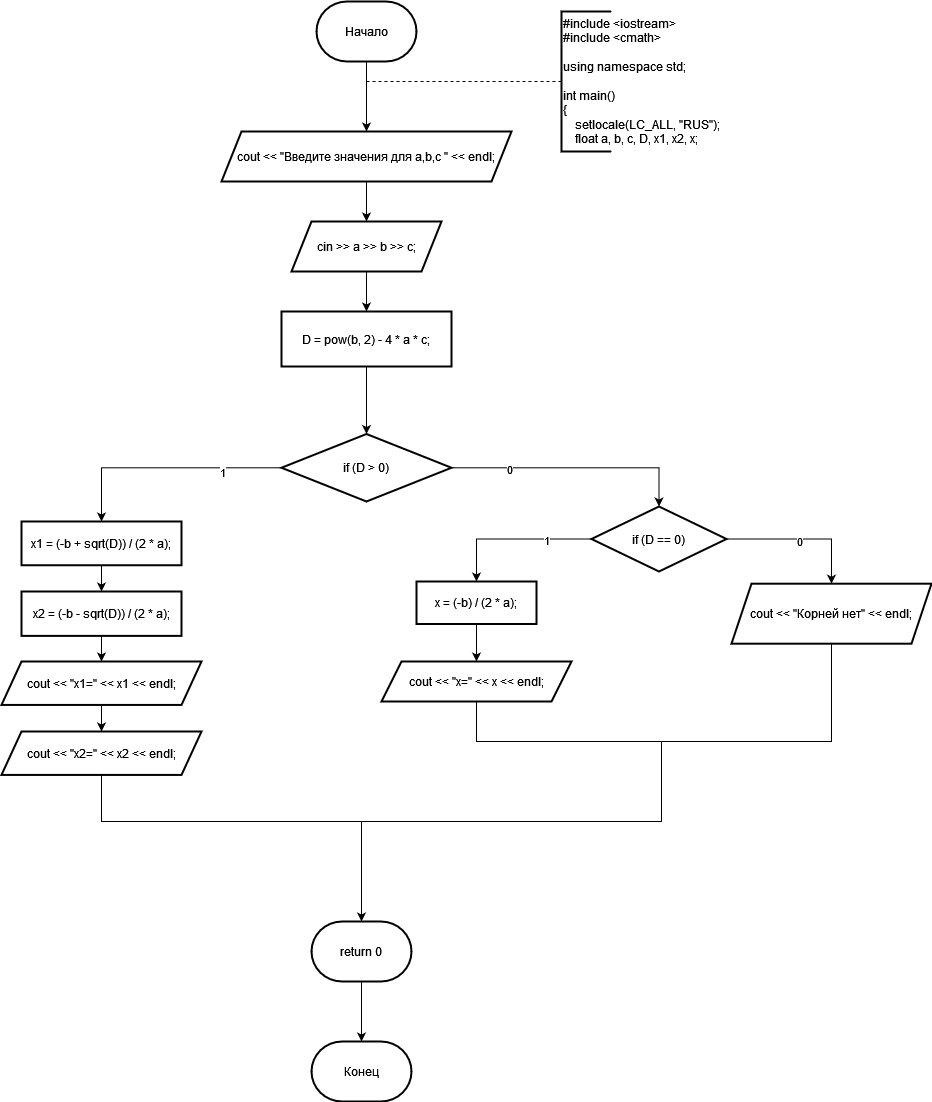 Начало
#include <iostream>
#include <cmath>
using namespace std;
int main()
{
setlocale(LC_ALL, "RUS");
float a, b, c, D, x1, x2, x;
cout << "Введите значения для a,b,c " << endl;
cin >> a >> b >> c;
D = pow(b, 2) - 4 * a * c;
if (D > 0)
1
0
x1 = (-b + sqrt(D)) / (2 * a);
x2 = (-b - sqrt(D)) / (2 * a);
cout << "x1=" << x1 << endl;
cout << "x2=" << x2 << endl;
if (D == 0)
1
0
x = (-b) / (2 * a);
cout << "x=" << x << endl;
cout << "Корней нет" << endl;
return 0
Конец